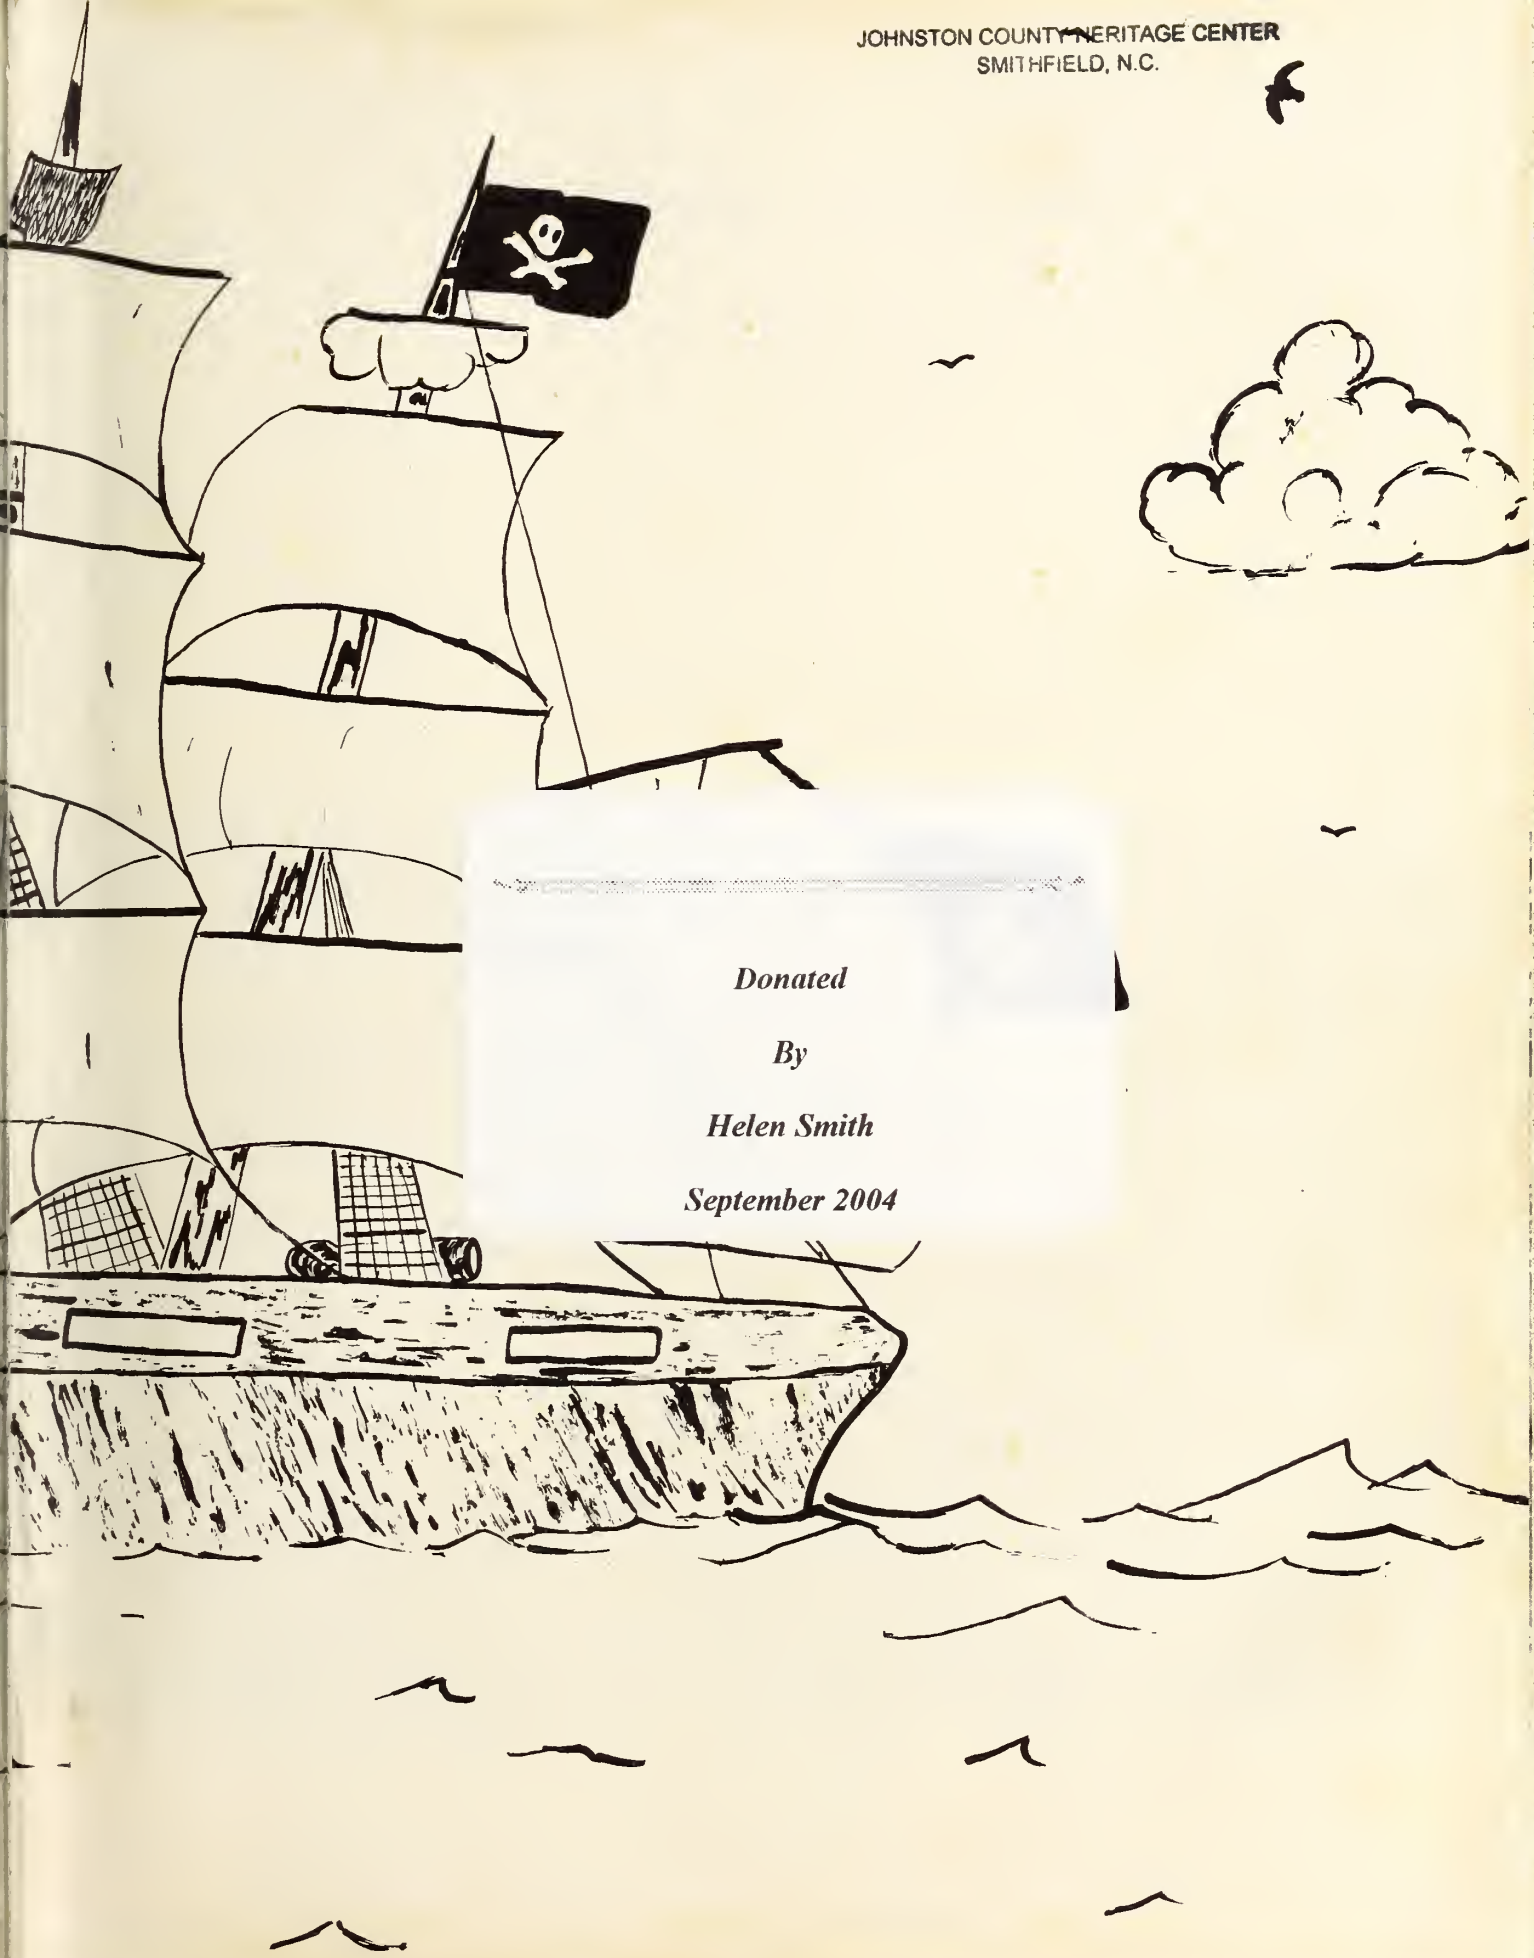 JOHNSTON COUNTY HERITAGE CENTER
SMITHFIELD, N.C.
Donated
By
Helen Smith
September 2004